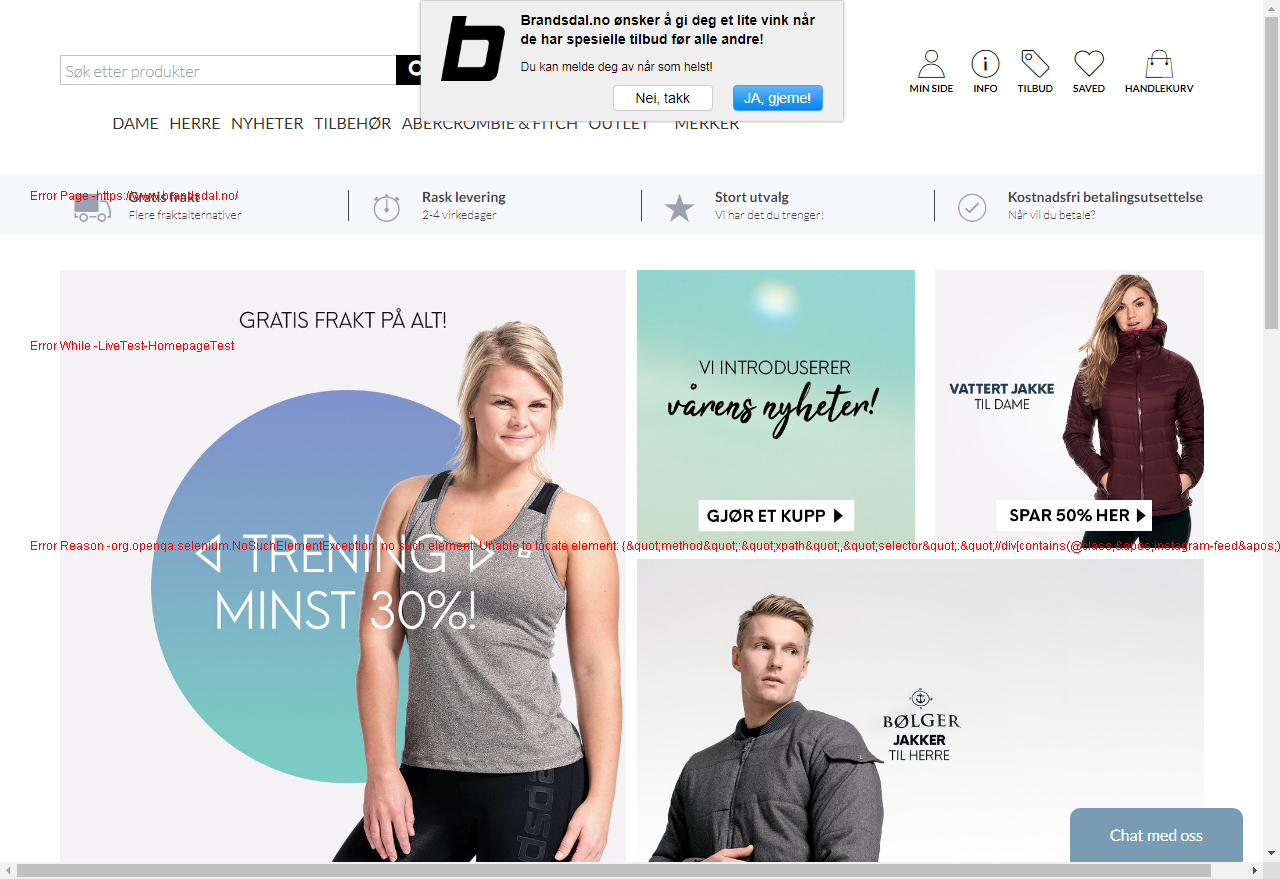 Brandsdal.no ønsker å gi deg et lite vink når
de har spesielle tilbud før alle andre!
Du kan melde deg av når som helst!
Nei, takk
JA, gjerne!
Søk etter produkter
MIN SIDE
INFO
TILBUD
SAVED
HANDLEKURV
DAME HERRE NYHETER TILBEHØR ABERCROMBIE & FITCH OUTLET MERKER
Error Page -https://www.brandsdal.no/
Gratis frakt
Flere fraktalternativer
Rask levering
2-4 virkedager
Stort utvalg
Vi har det du trenger!
Kostnadsfri betalingsutsettelse
Når vil du betale?
GRATIS FRAKT PÅ ALT!
Error While -LiveTest-HomepageTest
TRENING
MINST 30%!
VI INTRODUSERER
vårens nyheter!
GJØR ET KUPP
VATTERT JAKKE
TIL DAME
SPAR 50% HER
Error Reason -org.openqa.selenium.NoSuchElementException: no such element: Unable to locate element: {&quot;method&quot;:&quot;xpath&quot;,&quot;selector&quot;:&quot;//div[contains(@class,&apos;instagram-feed&apos;)
BØLGER
JAKKER
TIL HERRE
Chat med oss